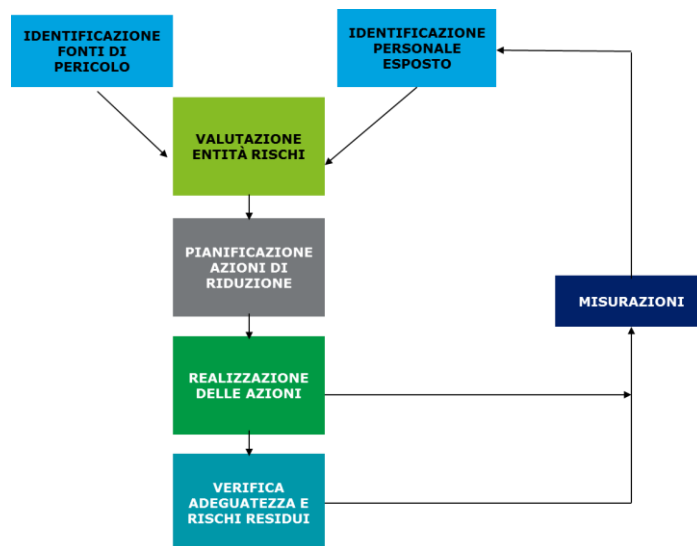 IDENTIFICAZIONE
FONTI DI
PERICOLO
IDENTIFICAZIONE
PERSONALE
ESPOSTO
VALUTAZIONE
ENTITÀ RISCHI
PIANIFICAZIONE
AZIONI DI
RIDUZIONE
MISURAZIONI
REALIZZAZIONE
DELLE AZIONI
VERIFICA
ADEGUATEZZA E
RISCHI RESIDUI